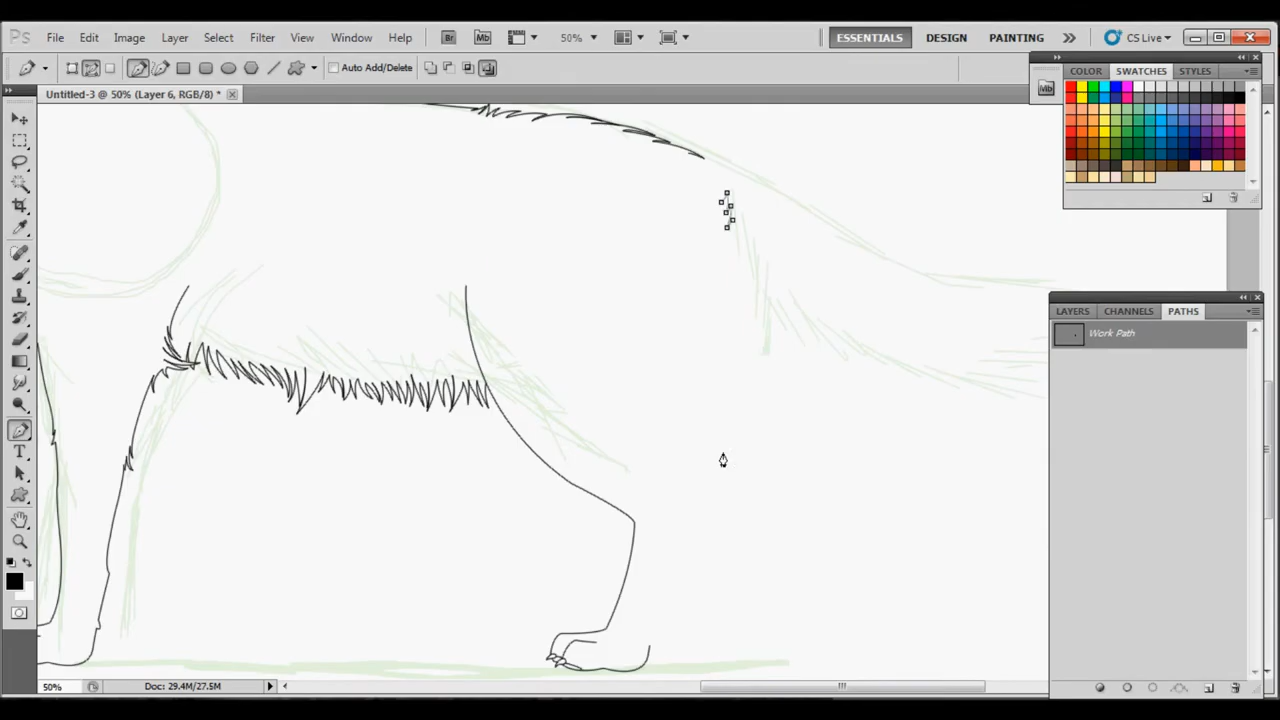 Ps File Edit Image Layer Select Filter View Window Help Br Mb 50% ESSENTIALS DESIGN PAINTING CS Live
Auto Add/Delete
Untitled-3 @ 50% (Layer 6, RGB/8) *
Mb COLOR SWATCHES STYLES
LAYERS CHANNELS PATHS
Work Path
T
50% Doc: 29.4M/27.5M